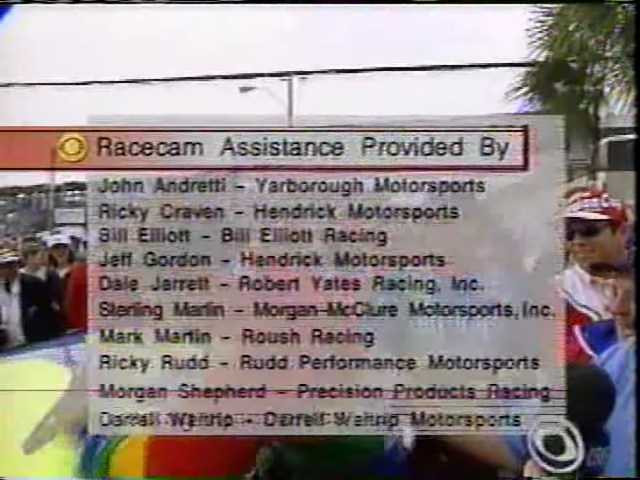 Racecam Assistance Provided By
John Andretti - Yarborough Motorsports
Ricky Craven - Hendrick Motorsports
Bill Elliott - Bill Elliott Racing
Jeff Gordon - Hendrick Motorsports
Dale Jarrett - Robert Yates Racing, Inc.
Sterling Marlin - Morgan-McClure Motorsports, Inc.
Mark Martin - Roush Racing
Ricky Rudd - Rudd Performance Motorsports
Morgan Shepherd - Precision Products Racing
Darrell Waltrip - Darrell Waltrip Motorsports